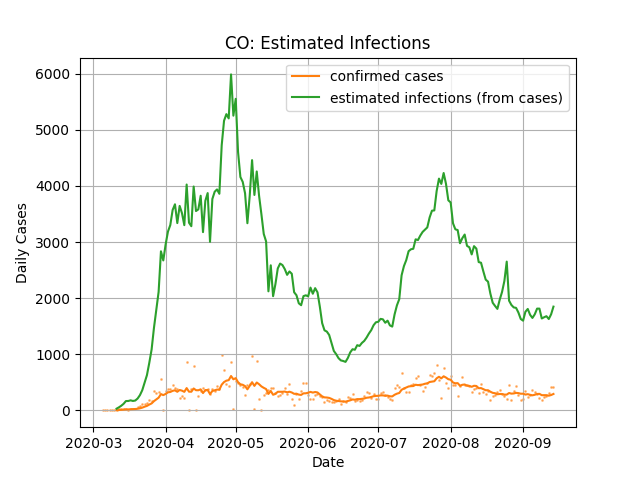 CO: Estimated Infections
confirmed cases
estimated infections (from cases)
Daily Cases
6000
5000
4000
3000
2000
1000
0
2020-03 2020-04 2020-05 2020-06 2020-07 2020-08 2020-09
Date